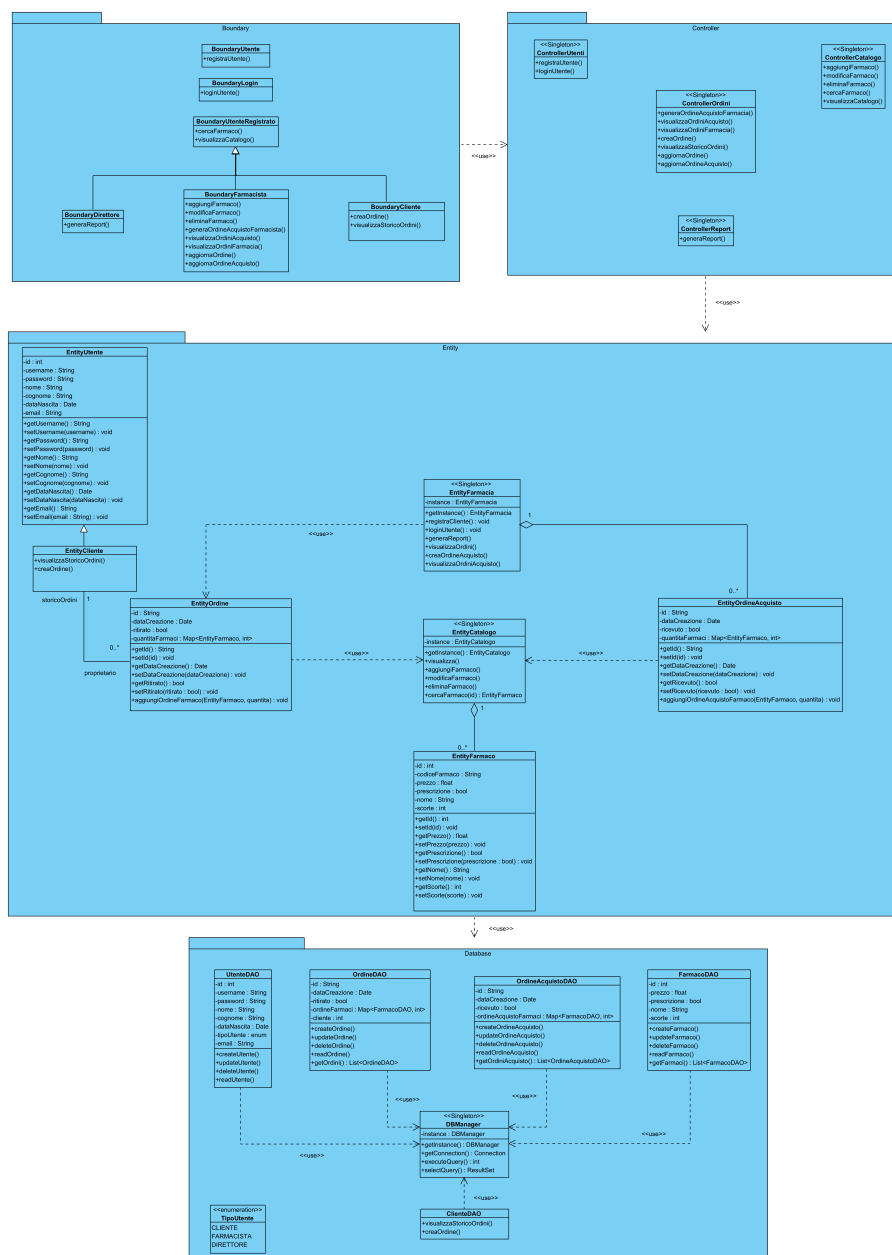 Boundary
BoundaryUtente
+registraUtente()
BoundaryLogin
+loginUtente()
BoundaryUtenteRegistrato
+cercaFarmaco()
+visualizzaCatalogo()
BoundaryDirettore
+generaReport()
BoundaryFarmacista
+aggiungiFarmaco()
+modificaFarmaco()
+eliminaFarmaco()
+generaOrdineAcquistoFarmacista()
+visualizzaOrdiniAcquisto()
+visualizzaOrdiniFarmacia()
+aggiornaOrdine()
+aggiornaOrdineAcquisto()
BoundaryCliente
+creaOrdine()
+visualizzaStoricoOrdini()
<<use>>
Controller
<<Singleton>>
ControllerUtenti
+registraUtente()
+loginUtente()
<<Singleton>>
ControllerOrdini
+generaOrdineAcquistoFarmacia()
+visualizzaOrdiniAcquisto()
+visualizzaOrdiniFarmacia()
+creaOrdine()
+visualizzaStoricoOrdini()
+aggiornaOrdine()
+aggiornaOrdineAcquisto()
<<Singleton>>
ControllerCatalogo
+aggiungiFarmaco()
+modificaFarmaco()
+eliminaFarmaco()
+cercaFarmaco()
+visualizzaCatalogo()
<<Singleton>>
ControllerReport
+generaReport()
<<use>>
Entity
EntityUtente
-id : int
-username : String
-password : String
-nome : String
-cognome : String
-dataNascita : Date
-email : String
+getUsername() : String
+setUsername(username) : void
+getPassword() : String
+setPassword(password) : void
+getNome() : String
+setNome(nome) : void
+getCognome() : String
+setCognome(cognome) : void
+getDataNascita() : Date
+setDataNascita(dataNascita) : void
+getEmail() : String
+setEmail(email : String) : void
EntityCliente
+visualizzaStoricoOrdini()
+creaOrdine()
storicoOrdini
1
0..*
proprietario
EntityOrdine
-id : String
-dataCreazione : Date
-ritirato : bool
-quantitaFarmaci : Map<EntityFarmaco, int>
+getId() : String
+setId(id) : void
+getDataCreazione() : Date
+setDataCreazione(dataCreazione) : void
+getRitirato() : bool
+setRitirato(ritirato : bool) : void
+aggiungiOrdineFarmaco(EntityFarmaco, quantita) : void
<<use>>
<<Singleton>>
EntityFarmacia
-instance : EntityFarmacia
+getInstance() : EntityFarmacia
+registraCliente() : void
+loginUtente() : void
+generaReport()
+visualizzaOrdini()
+creaOrdineAcquisto()
+visualizzaOrdiniAcquisto()
1
0..*
<<use>>
<<Singleton>>
EntityCatalogo
-instance : EntityCatalogo
+getInstance() : EntityCatalogo
+visualizza()
+aggiungiFarmaco()
+modificaFarmaco()
+eliminaFarmaco()
+cercaFarmaco(id) : EntityFarmaco
<<use>>
EntityOrdineAcquisto
-id : String
-dataCreazione : Date
-ricevuto : bool
-quantitaFarmaci : Map<EntityFarmaco, int>
+getId() : String
+setId(id) : void
+getDataCreazione() : Date
+setDataCreazione(dataCreazione) : void
+getRicevuto() : bool
+setRicevuto(ricevuto : bool) : void
+aggiungiOrdineAcquistoFarmaco(EntityFarmaco, quantita) : void
1
0..*
EntityFarmaco
-id : int
-codiceFarmaco : String
-prezzo : float
-prescrizione : bool
-nome : String
-scorte : int
+getId() : int
+setId(id) : void
+getPrezzo() : float
+setPrezzo(prezzo) : void
+getPrescrizione() : bool
+setPrescrizione(prescrizione : bool) : void
+getNome() : String
+setNome(nome) : void
+getScorte() : int
+setScorte(scorte) : void
<<use>>
Database
UtenteDAO
-id : int
-username : String
-password : String
-nome : String
-cognome : String
-dataNascita : Date
-tipoUtente : enum
-email : String
+createUtente()
+updateUtente()
+deleteUtente()
+readUtente()
OrdineDAO
-id : String
-dataCreazione : Date
-ritirato : bool
-ordineFarmaci : Map<FarmacoDAO, int>
-cliente : int
+createOrdine()
+updateOrdine()
+deleteOrdine()
+readOrdine()
+getOrdini() : List<OrdineDAO>
OrdineAcquistoDAO
-id : String
-dataCreazione : Date
-ricevuto : bool
-ordineAcquistoFarmaci : Map<FarmacoDAO, int>
+createOrdineAcquisto()
+updateOrdineAcquisto()
+deleteOrdineAcquisto()
+readOrdineAcquisto()
+getOrdiniAcquisto() : List<OrdineAcquistoDAO>
FarmacoDAO
-id : int
-prezzo : float
-prescrizione : bool
-nome : String
-scorte : int
+createFarmaco()
+updateFarmaco()
+deleteFarmaco()
+readFarmaco()
+getFarmaci() : List<FarmacoDAO>
<<use>>
<<use>>
<<use>>
<<use>>
<<Singleton>>
DBManager
-instance : DBManager
+getInstance() : DBManager
+getConnection() : Connection
+executeQuery() : int
+selectQuery() : ResultSet
<<use>>
ClienteDAO
+visualizzaStoricoOrdini()
+creaOrdine()
<<enumeration>>
TipoUtente
CLIENTE
FARMACISTA
DIRETTORE